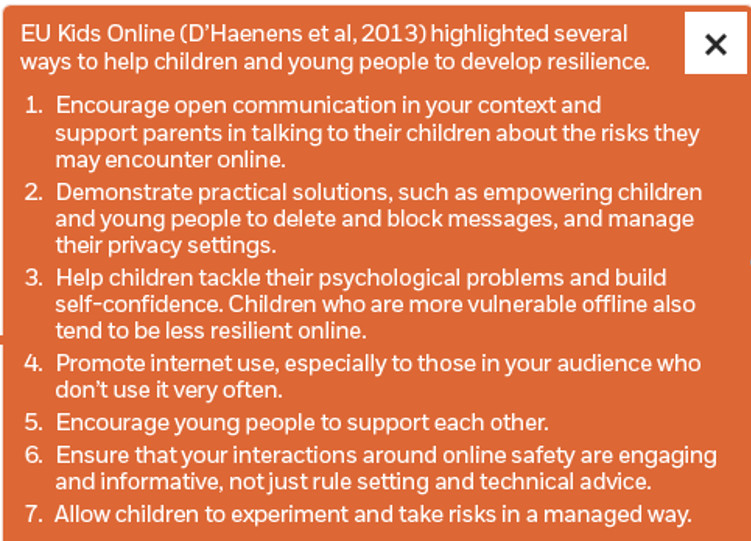 EU Kids Online (D'Haenens et al, 2013) highlighted several
ways to help children and young people to develop resilience.
1. Encourage open communication in your context and
support parents in talking to their children about the risks they
may encounter online.
2. Demonstrate practical solutions, such as empowering children
and young people to delete and block messages, and manage
their privacy settings.
3. Help children tackle their psychological problems and build
self-confidence. Children who are more vulnerable offline also
tend to be less resilient online.
4. Promote internet use, especially to those in your audience who
don't use it very often.
5. Encourage young people to support each other.
6. Ensure that your interactions around online safety are engaging
and informative, not just rule setting and technical advice.
7. Allow children to experiment and take risks in a managed way.